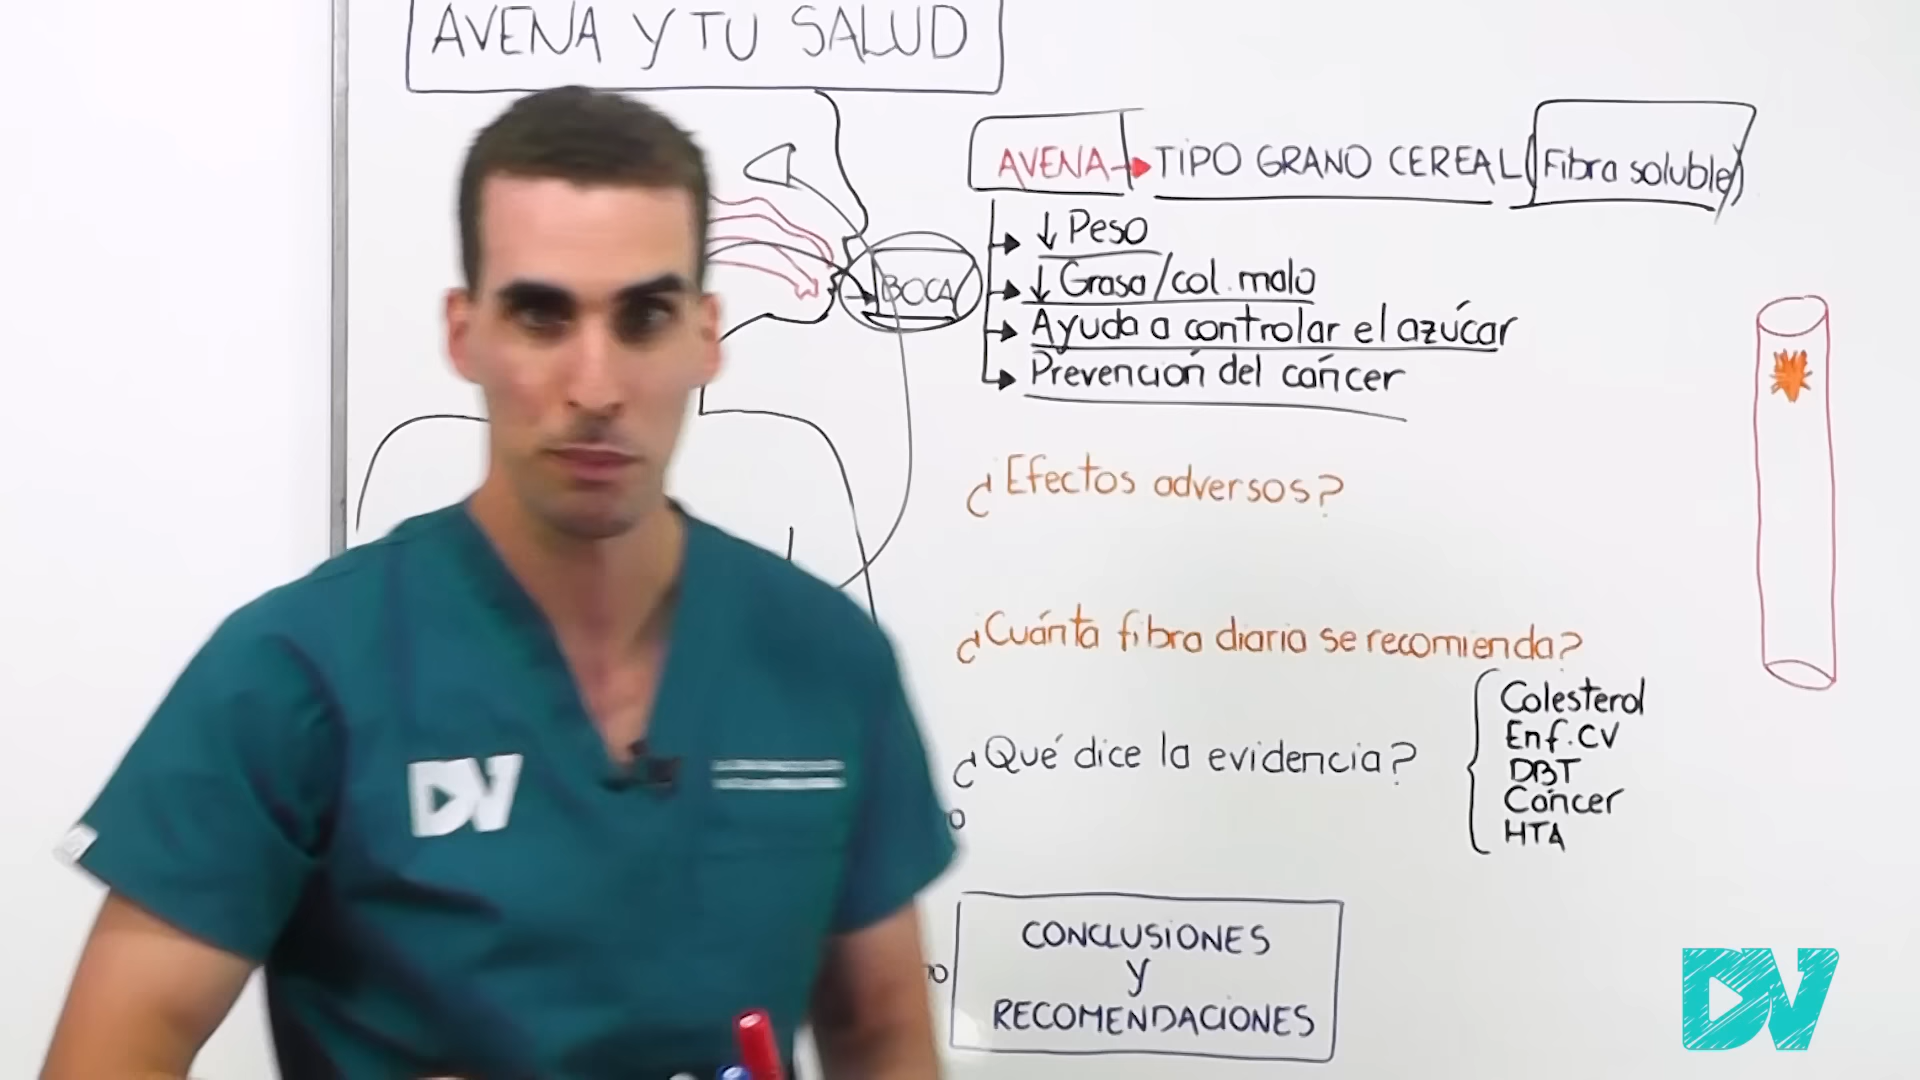 AVENA Y TU SALUD
AVENA TIPO GRANO CEREAL (Fibra soluble)
↓ Peso
↓ Grasa/col. malo
Ayuda a controlar el azúcar
Prevención del cáncer
BOCA
¿Efectos adversos?
¿Cuánta fibra diaria se recomienda?
¿Qué dice la evidencia?
Colesterol
Enf. CV
DBT
Cáncer
HTA
CONCLUSIONES
Y
RECOMENDACIONES
DV
DV